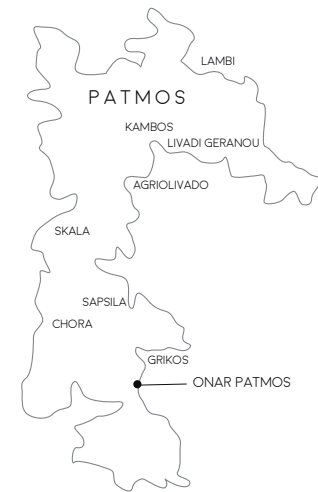 LAMBI
PATMOS
KAMBOS
LIVADI GERANOU
AGRIOLIVADO
SKALA
SAPSILA
CHORA
GRIKOS
ONAR PATMOS